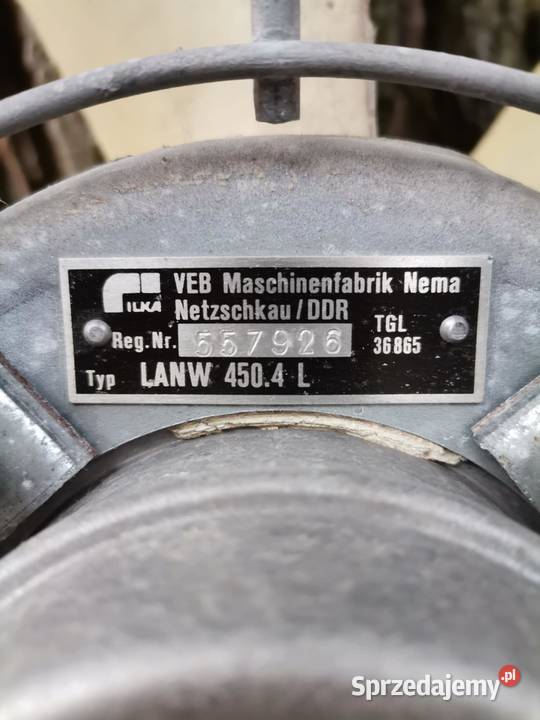 ILKA
VEB Maschinenfabrik Nema
Netzschkau/DDR
Reg.Nr. 557926 TGL 36865
Typ LANW 450.4 L
Sprzedajemy.pl